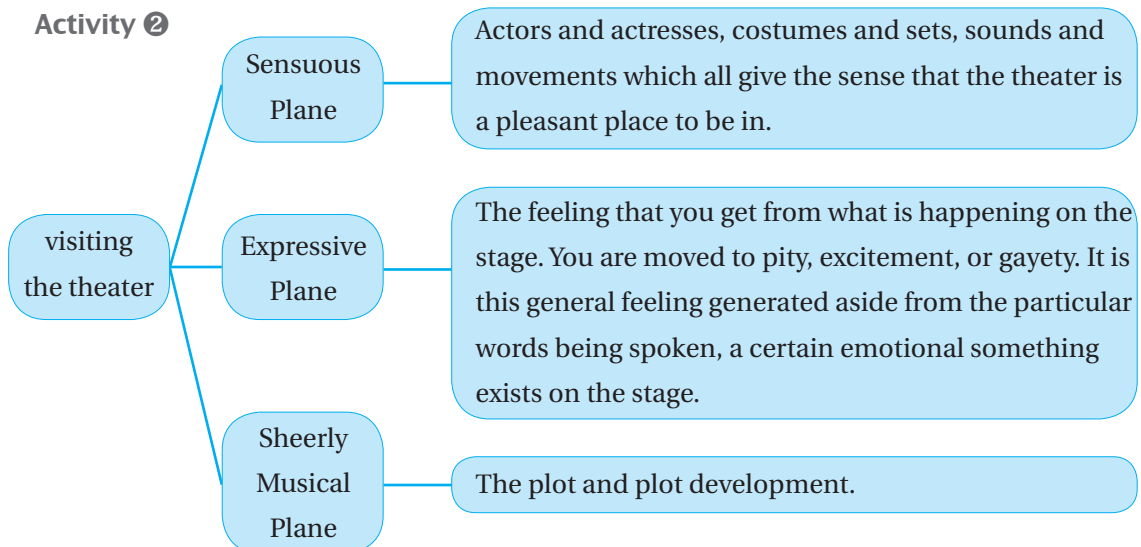 Activity ❷
Sensuous
Plane
Actors and actresses, costumes and sets, sounds and
movements which all give the sense that the theater is
a pleasant place to be in.
visiting
the theater
Expressive
Plane
The feeling that you get from what is happening on the
stage. You are moved to pity, excitement, or gayety. It is
this general feeling generated aside from the particular
words being spoken, a certain emotional something
exists on the stage.
Sheerly
Musical
Plane
The plot and plot development.